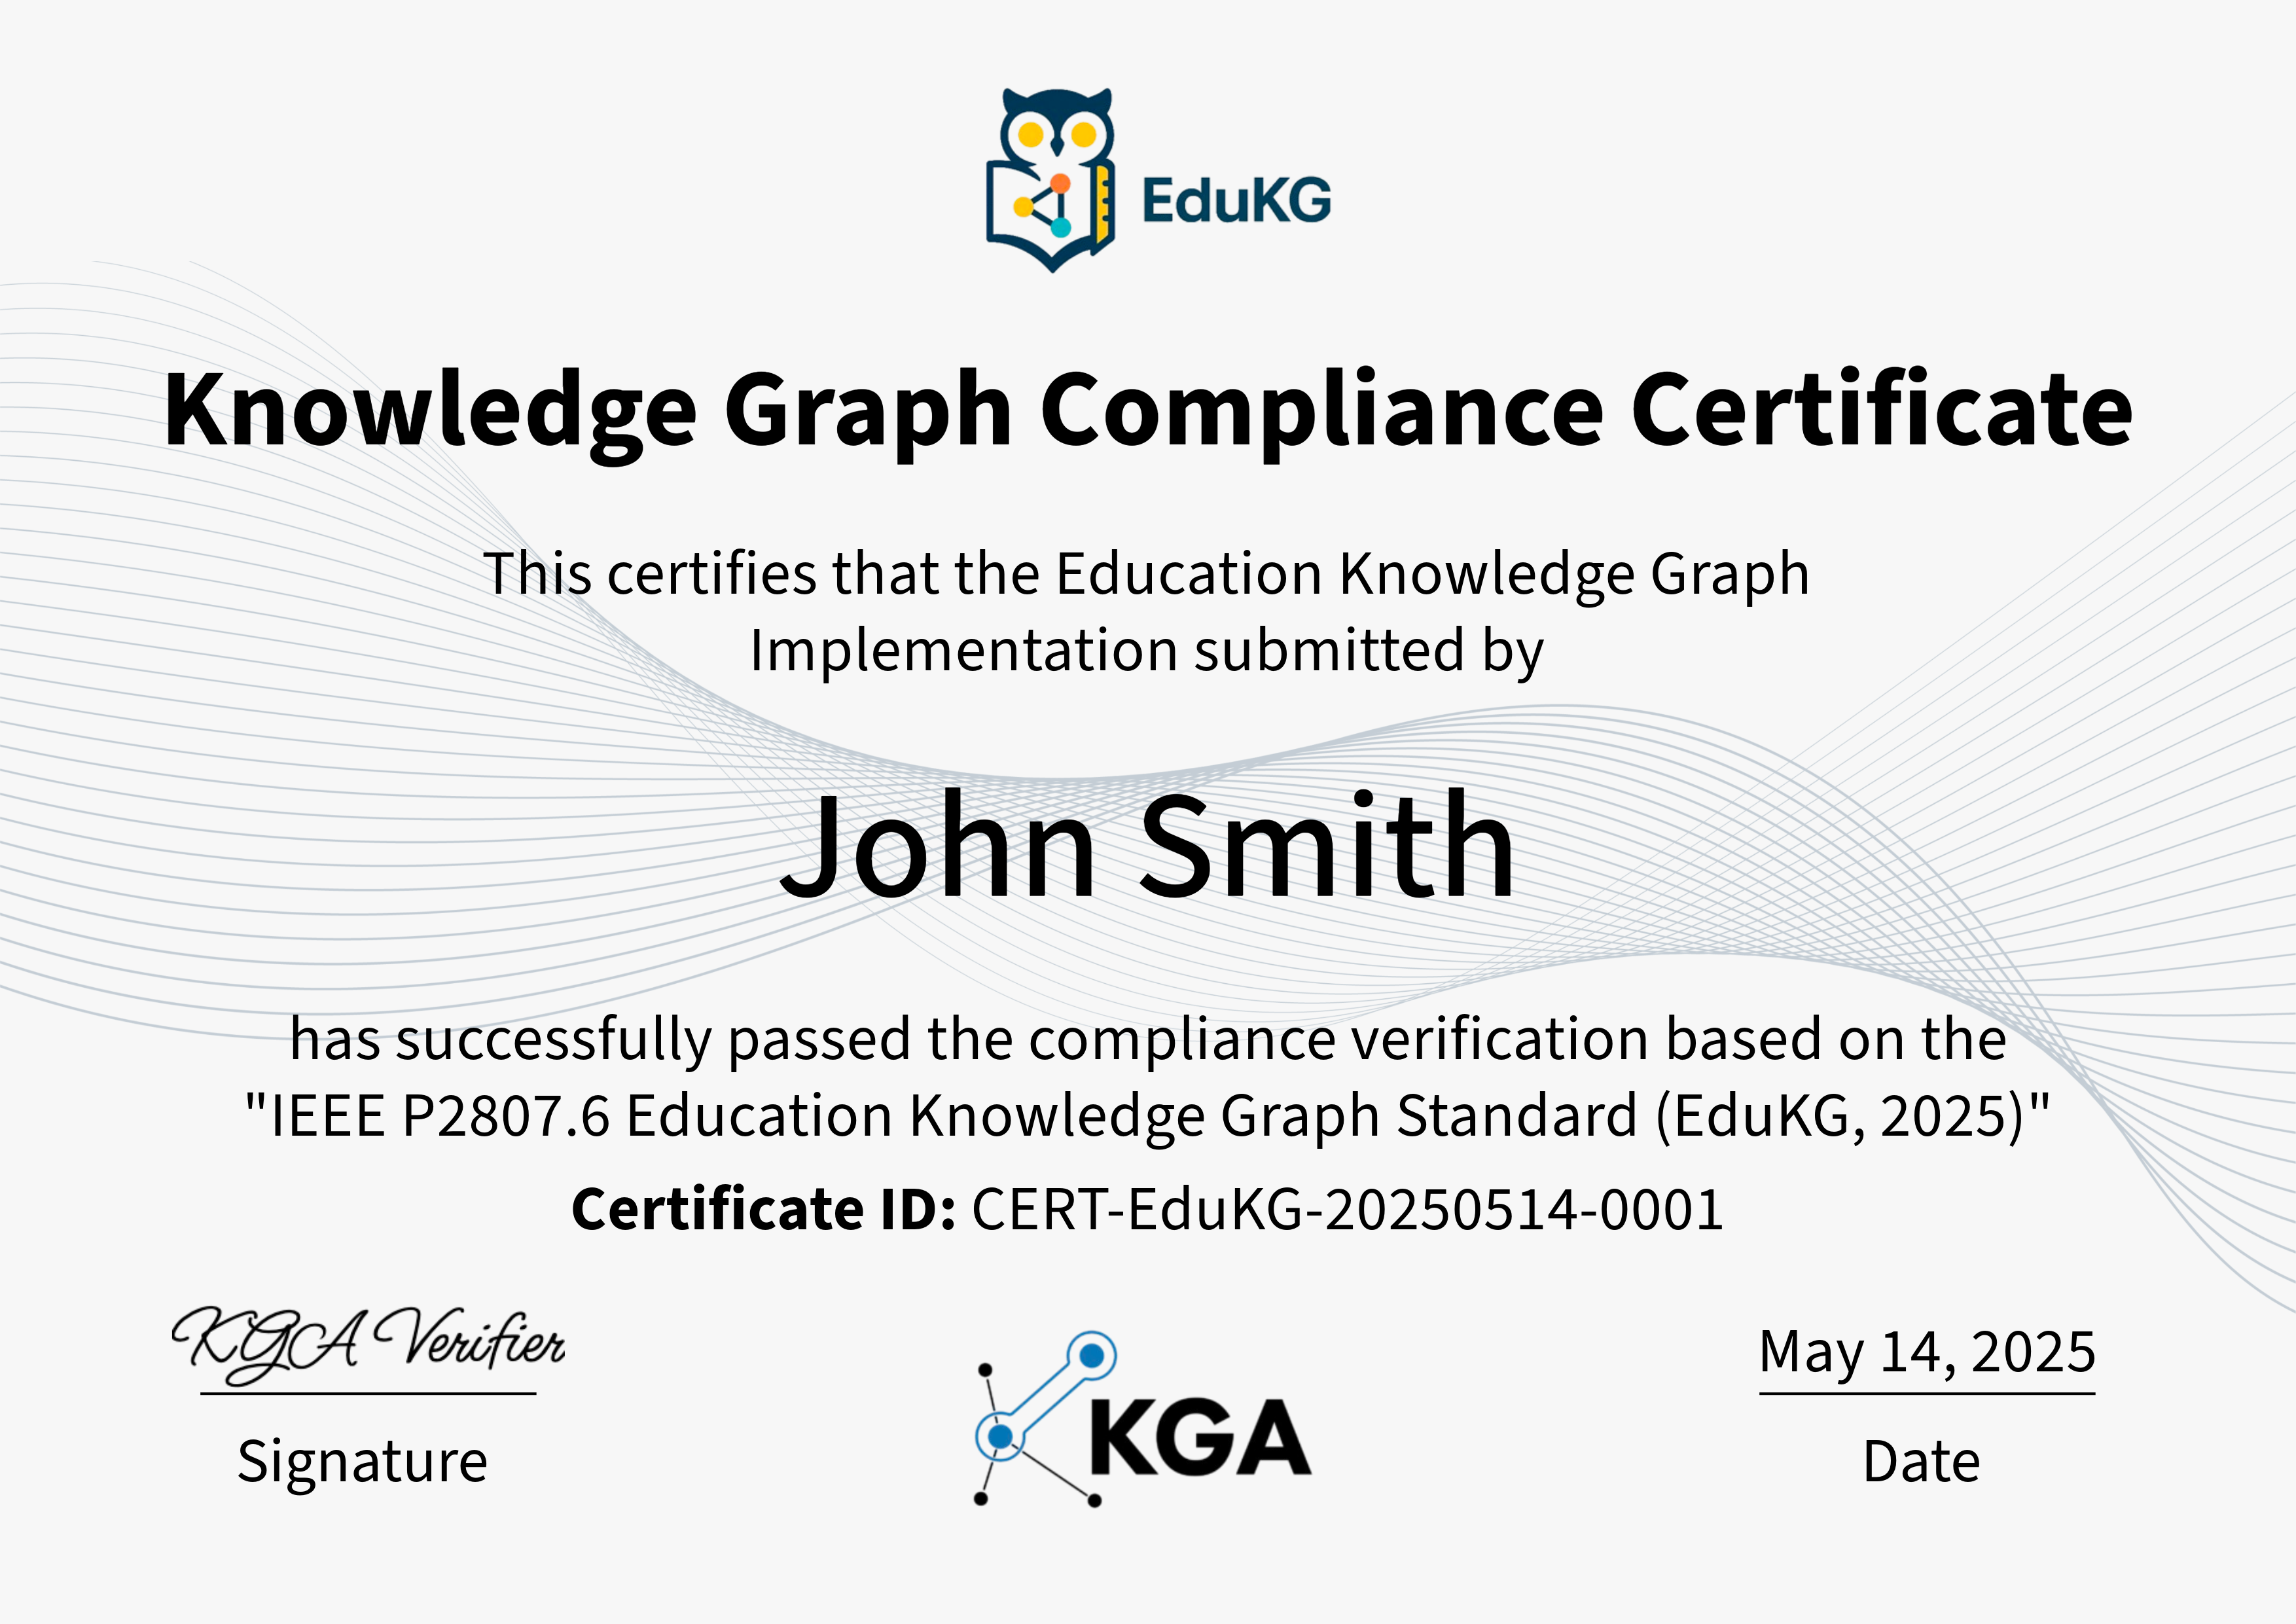 EduKG
Knowledge Graph Compliance Certificate
This certifies that the Education Knowledge Graph
Implementation submitted by
John Smith
has successfully passed the compliance verification based on the
"IEEE P2807.6 Education Knowledge Graph Standard (EduKG, 2025)"
Certificate ID: CERT-EduKG-20250514-0001
KGA Verifier
Signature
KGA
May 14, 2025
Date